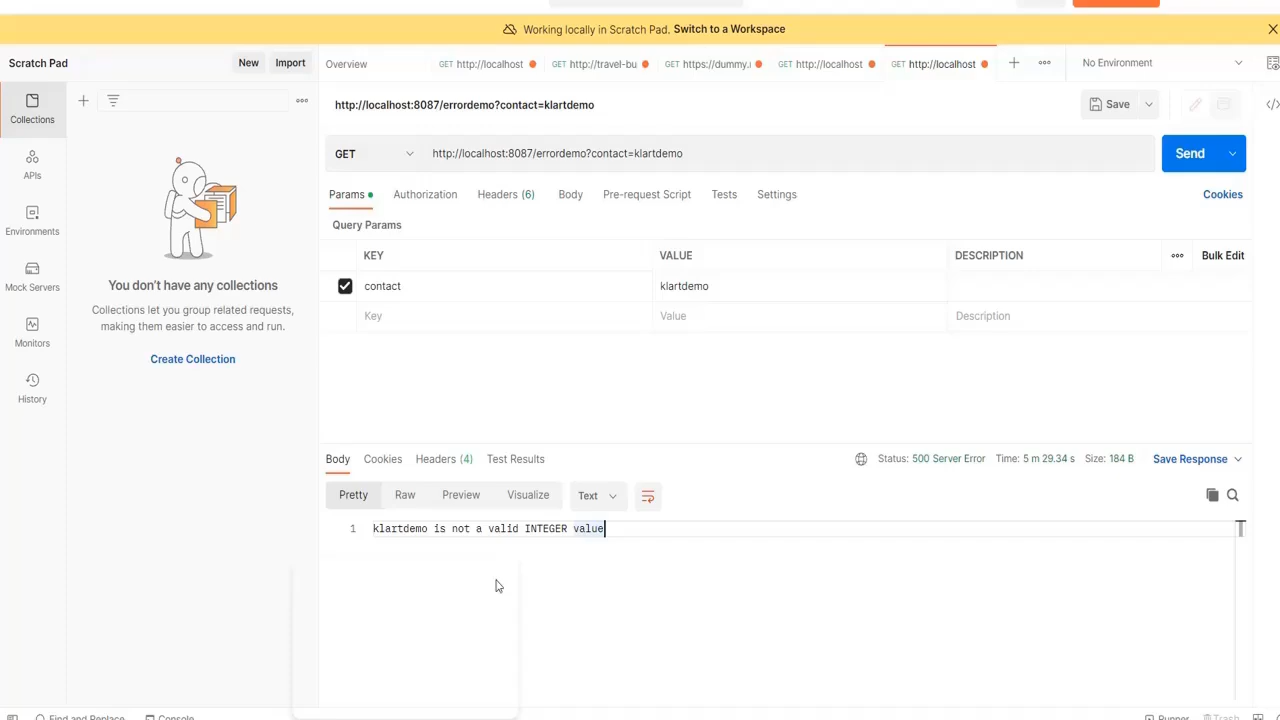 Working locally in Scratch Pad. Switch to a Workspace
Scratch Pad
New
Import
Overview
GET http://localhost
GET http://travel-bu
GET https://dummy.
GET http://localhost
GET http://localhost
No Environment
Collections
APIs
Environments
Mock Servers
Monitors
History
You don't have any collections
Collections let you group related requests,
making them easier to access and run.
Create Collection
http://localhost:8087/errordemo?contact=klartdemo
Save
GET
http://localhost:8087/errordemo?contact=klartdemo
Send
Params
Authorization
Headers (6)
Body
Pre-request Script
Tests
Settings
Cookies
Query Params
KEY
VALUE
DESCRIPTION
Bulk Edit
contact
klartdemo
Key
Value
Description
Body
Cookies
Headers (4)
Test Results
Status: 500 Server Error
Time: 5 m 29.34 s
Size: 184 B
Save Response
Pretty
Raw
Preview
Visualize
Text
1
klartdemo is not a valid INTEGER value
Find and Replace
Console
Runner
Trash